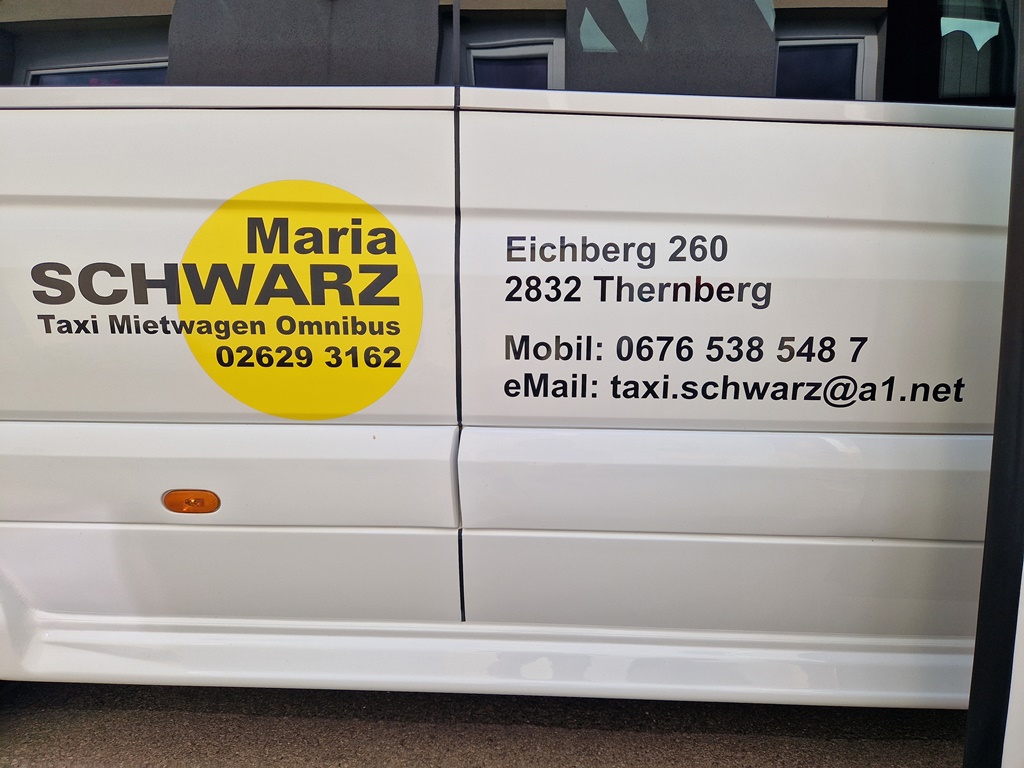 Maria
SCHWARZ
Taxi Mietwagen Omnibus
02629 3162
Eichberg 260
2832 Thernberg
Mobil: 0676 538 548 7
eMail: taxi.schwarz@a1.net